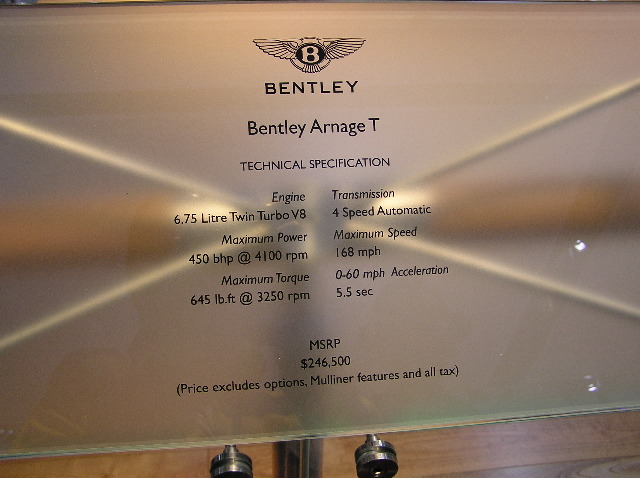 B
BENTLEY
Bentley Arnage T
TECHNICAL SPECIFICATION
Engine
6.75 Litre Twin Turbo V8
Maximum Power
450 bhp @ 4100 rpm
Maximum Torque
645 lb.ft @ 3250 rpm
Transmission
4 Speed Automatic
Maximum Speed
168 mph
0-60 mph Acceleration
5.5 sec
MSRP
$246,500
(Price excludes options, Mulliner features and all tax)